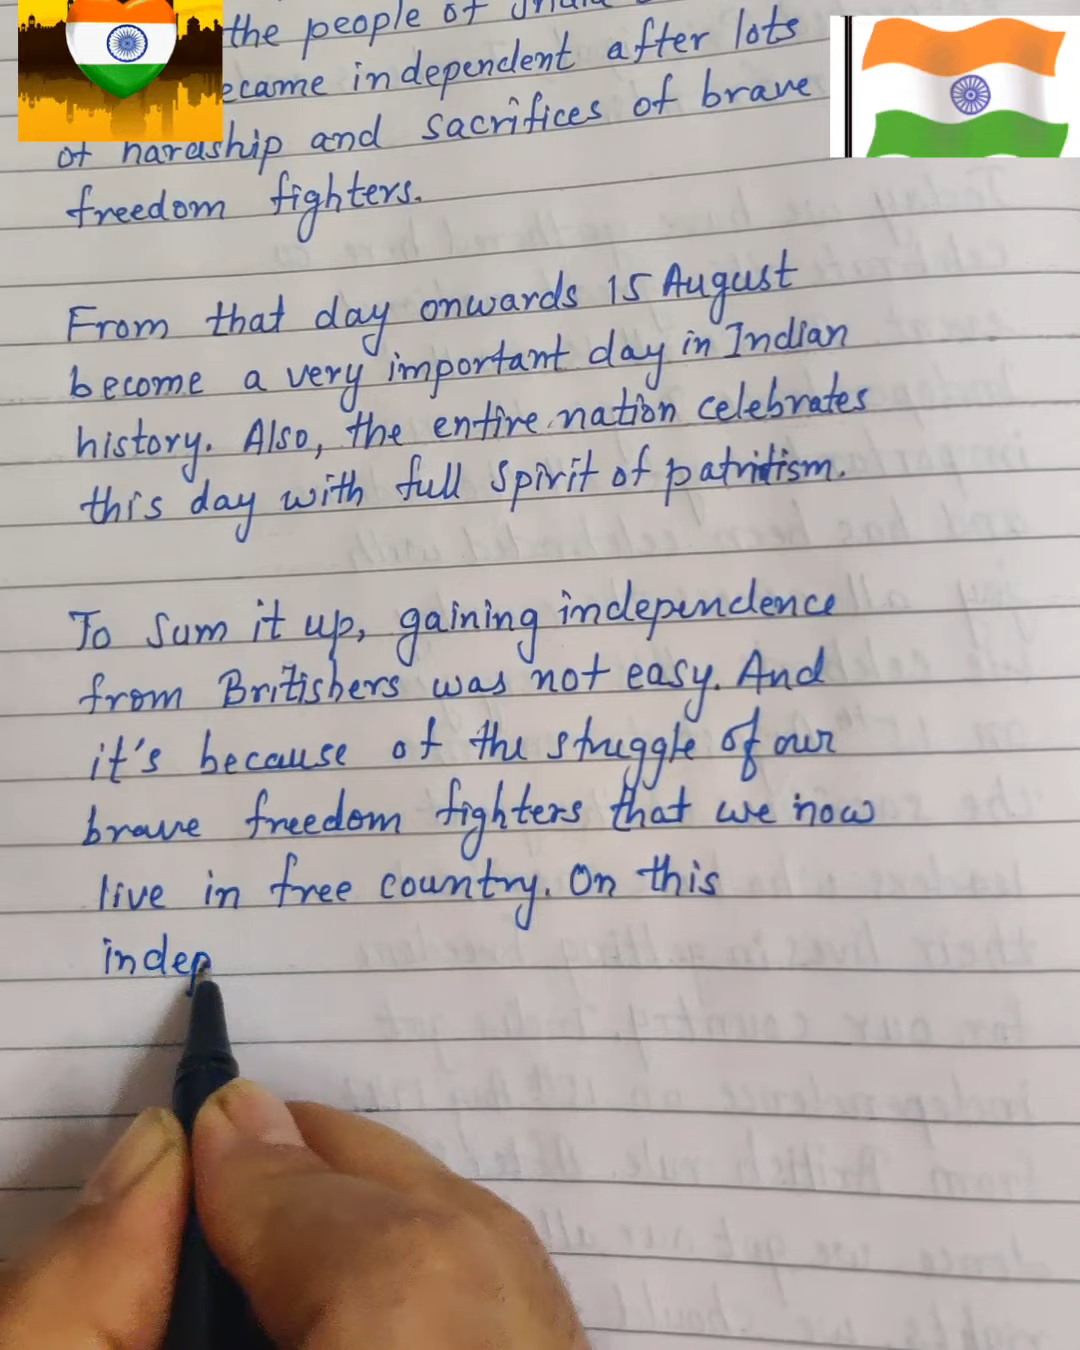 the people of India
ecame independent after lots
of hardship and sacrifices of brave
freedom fighters.
From that day onwards 15 August
become a very important day in Indian
history. Also, the entire nation celebrates
this day with full spirit of patritism.
To Sum it up, gaining independence
from Britishers was not easy. And
it's because of the struggle of our
brave freedom fighters that we now
live in free country. On this
indep